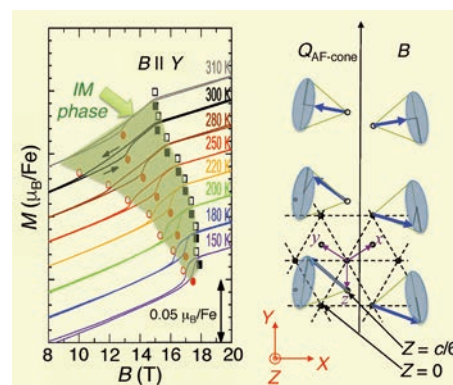 B || Y
IM
phase
310 K
300 K
280 K
250 K
220 K
200 K
180 K
150 K
0.05 μB/Fe
M (μB/Fe)
8 10 12 14 16 18 20
B (T)
QAF-cone
B
y
x
z
Y
Z
X
Z = c/6
Z = 0